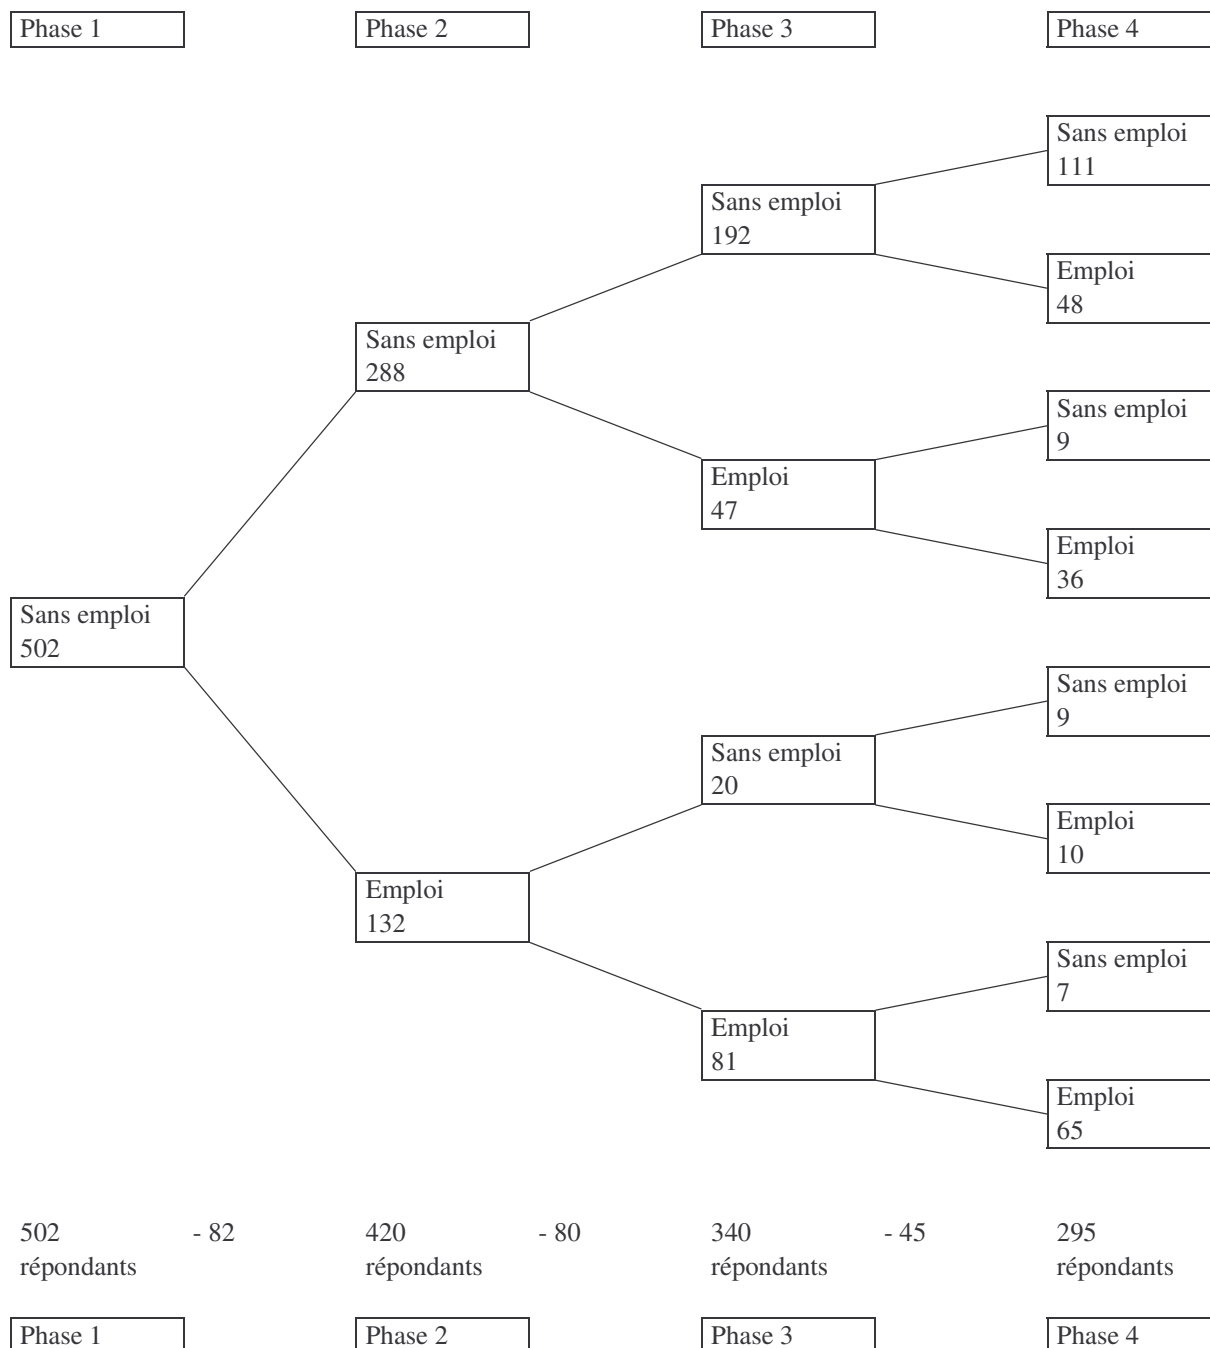 Phase 1 Phase 2 Phase 3 Phase 4
Sans emploi
111
Sans emploi
192
Emploi
48
Sans emploi
288
Sans emploi
9
Emploi
47
Emploi
36
Sans emploi
502
Sans emploi
9
Sans emploi
20
Emploi
10
Emploi
132
Sans emploi
7
Emploi
81
Emploi
65
502 - 82 420 - 80 340 - 45 295
répondants répondants répondants répondants
Phase 1 Phase 2 Phase 3 Phase 4